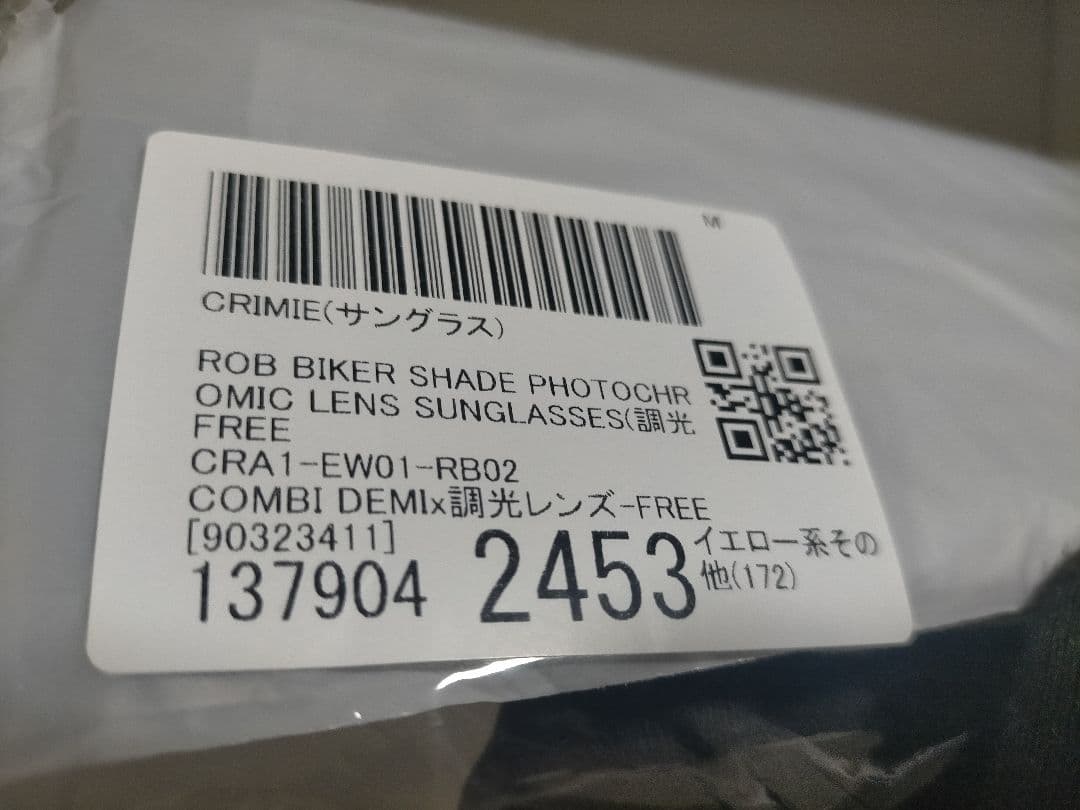 M
CRIMIE(サングラス)
ROB BIKER SHADE PHOTOCHR
OMIC LENS SUNGLASSES(調光
FREE
CRA1-EW01-RB02
COMBI DEMIx調光レンズ-FREE
[90323411]
137904 2453
イエロー系その
他(172)